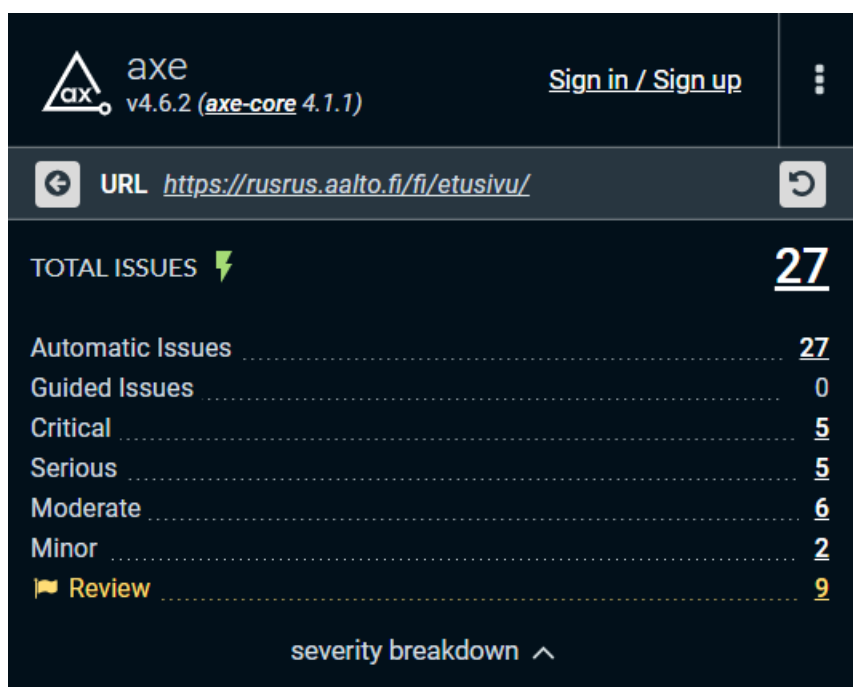 axe
ax
v4.6.2 (axe-core 4.1.1)
Sign in / Sign up
URL https://rusrus.aalto.fi/fi/etusivu/
TOTAL ISSUES 27
Automatic Issues 27
Guided Issues 0
Critical 5
Serious 5
Moderate 6
Minor 2
Review 9
severity breakdown